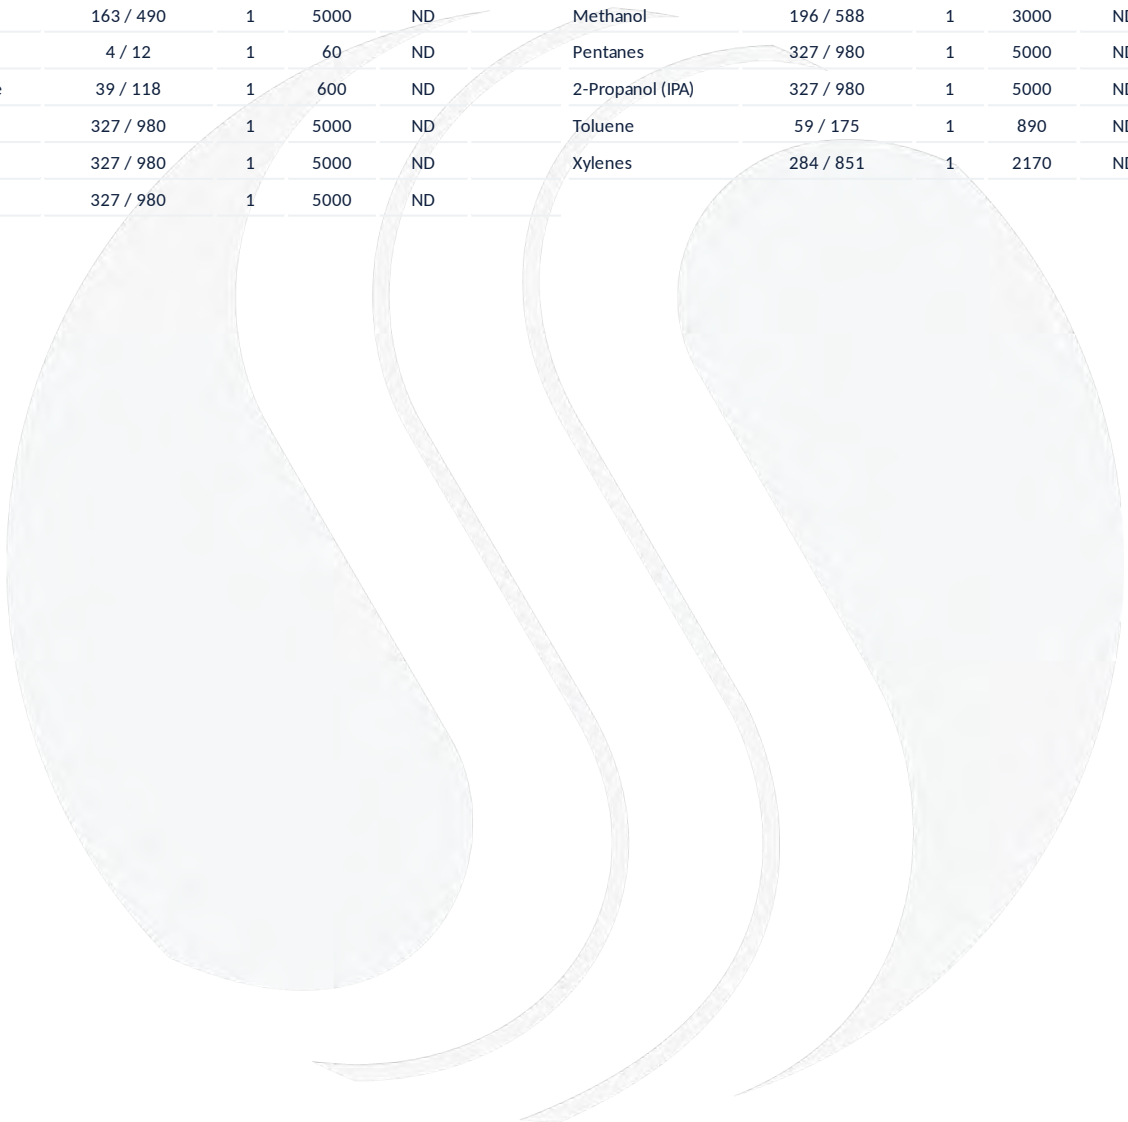 163 / 490 1 5000 ND Methanol 196 / 588 1 3000
4 / 12 1 60 ND Pentanes 327 / 980 1 5000
39 / 118 1 600 ND 2-Propanol (IPA) 327 / 980 1 5000
327 / 980 1 5000 ND Toluene 59 / 175 1 890
327 / 980 1 5000 ND Xylenes 284 / 851 1 2170
327 / 980 1 5000 ND